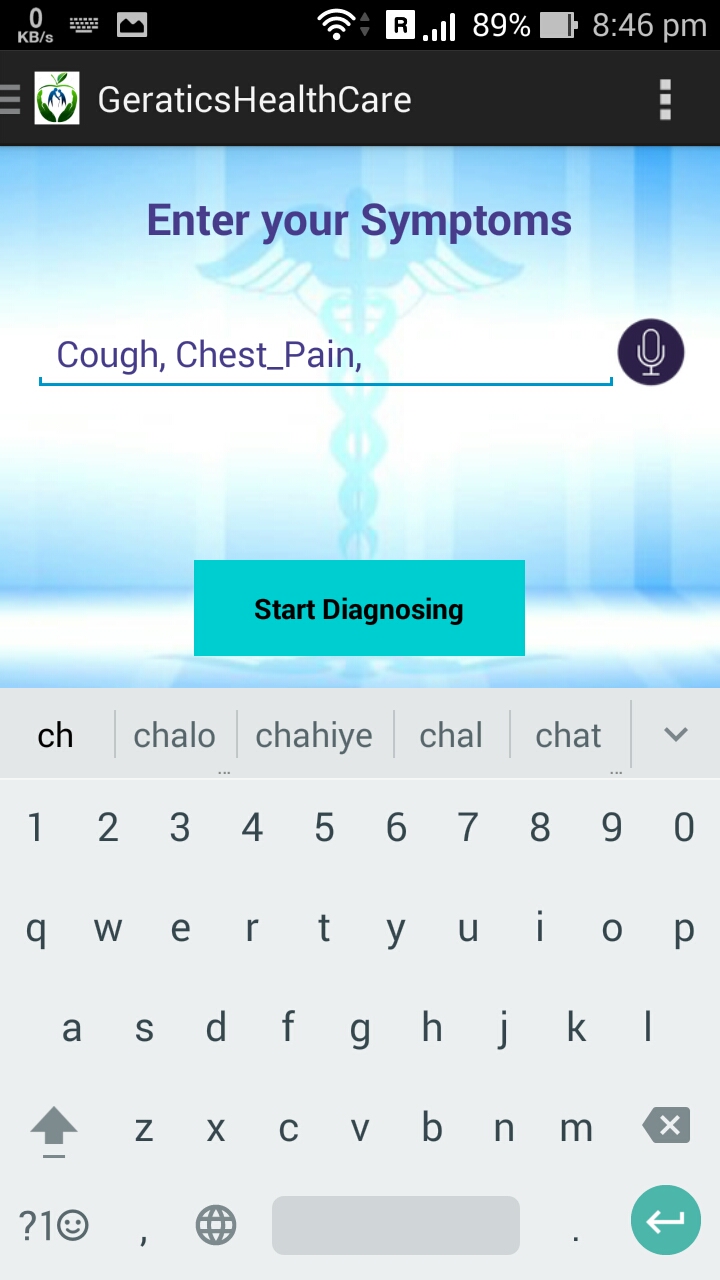 0
KB/s
R
89%
8:46 pm
GeraticsHealthCare
Enter your Symptoms
Cough, Chest_Pain,
Start Diagnosing
ch chalo chahiye chal chat
1 2 3 4 5 6 7 8 9 0
q w e r t y u i o p
a s d f g h j k l
z x c v b n m
?1☺ , .